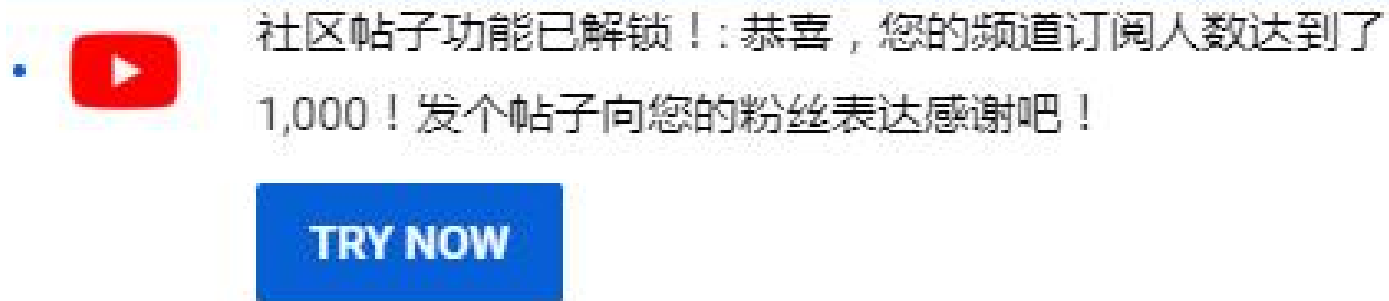 社区帖子功能已解锁！: 恭喜，您的频道订阅人数达到了
1,000！发个帖子向您的粉丝表达感谢吧！
TRY NOW